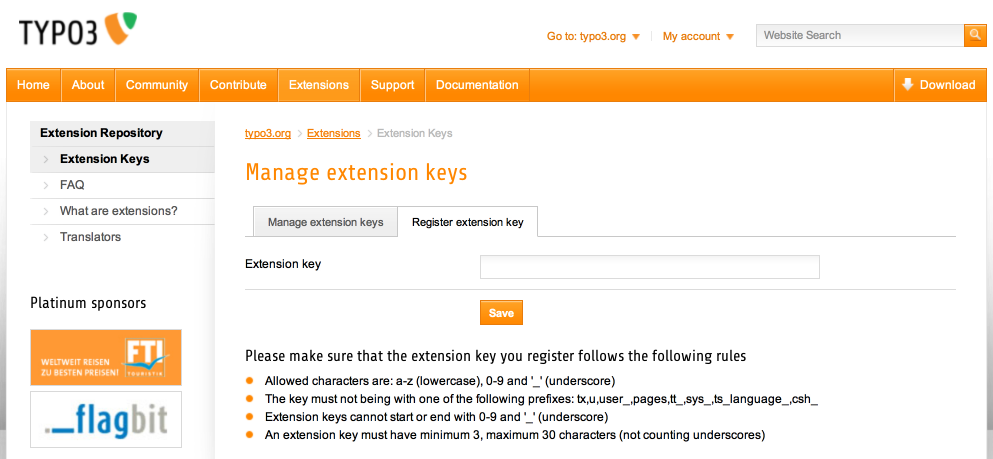 TYPO3
Go to: typo3.org
My account
Website Search
Home
About
Community
Contribute
Extensions
Support
Documentation
Download
Extension Repository
Extension Keys
FAQ
What are extensions?
Translators
Platinum sponsors
WELTWEIT REISEN
ZU BESTEN PREISEN!
FTI
TOURISTIK
._flagbit
typo3.org > Extensions > Extension Keys
Manage extension keys
Manage extension keys
Register extension key
Extension key
Save
Please make sure that the extension key you register follows the following rules
Allowed characters are: a-z (lowercase), 0-9 and '_' (underscore)
The key must not being with one of the following prefixes: tx,u,user_,pages,tt_,sys_,ts_language_,csh_
Extension keys cannot start or end with 0-9 and '_' (underscore)
An extension key must have minimum 3, maximum 30 characters (not counting underscores)